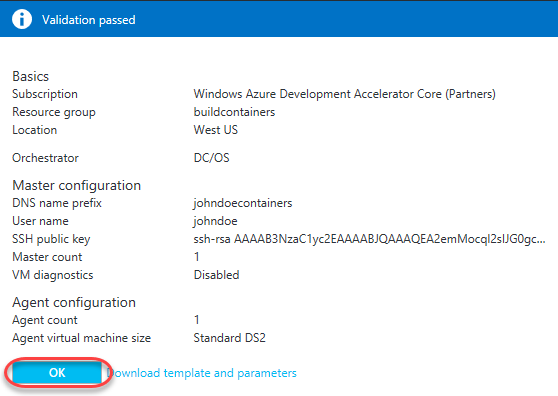 Validation passed
Basics
Subscription Windows Azure Development Accelerator Core (Partners)
Resource group buildcontainers
Location West US
Orchestrator DC/OS
Master configuration
DNS name prefix johndoecontainers
User name johndoe
SSH public key ssh-rsa AAAAB3NzaC1yc2EAAAABJQAAAQEA2emMocqI2sIJG0gc...
Master count 1
VM diagnostics Disabled
Agent configuration
Agent count 1
Agent virtual machine size Standard DS2
OK Download template and parameters